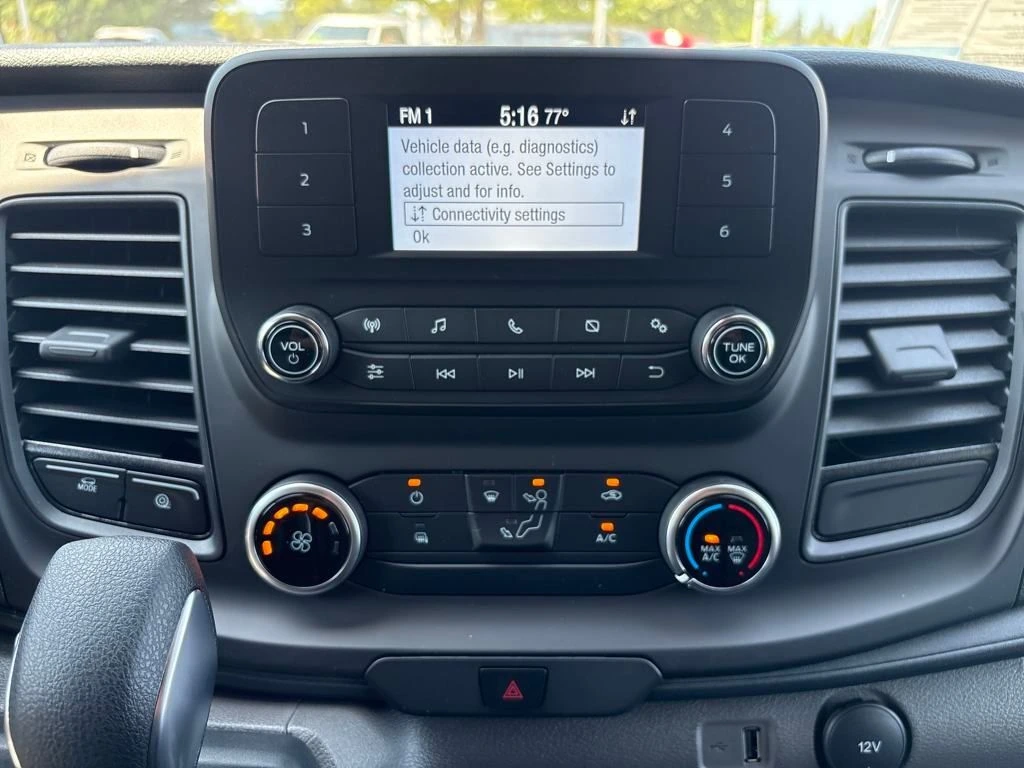 FM 1 5:16 77°
1
2
3
Vehicle data (e.g. diagnostics)
collection active. See Settings to
adjust and for info.
Connectivity settings
Ok
4
5
6
VOL
TUNE
OK
MODE
A/C
MAX
A/C
MAX
12V